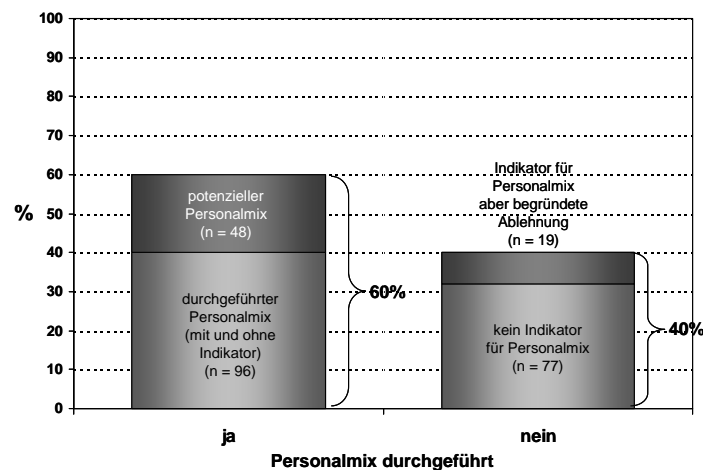 100
90
80
70
60
50
40
30
20
10
0
%
potenzieller
Personalmix
(n = 48)
durchgeführter
Personalmix
(mit und ohne
Indikator)
(n = 96)
60%
Indikator für
Personalmix
aber begründete
Ablehnung
(n = 19)
kein Indikator
für Personalmix
(n = 77)
40%
ja
nein
Personalmix durchgeführt